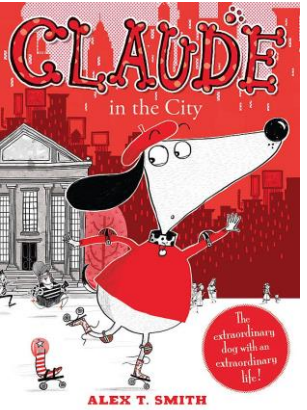 CLAUDE
in the City
The
extraordinary
dog with an
extraordinary
life!
ALEX T. SMITH